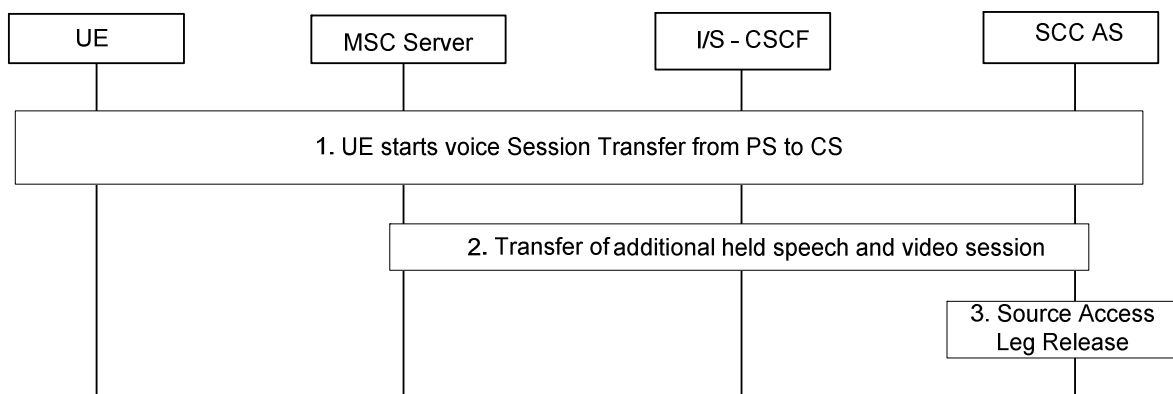 UE
MSC Server
I/S - CSCF
SCC AS
1. UE starts voice Session Transfer from PS to CS
2. Transfer of additional held speech and video session
3. Source Access
Leg Release